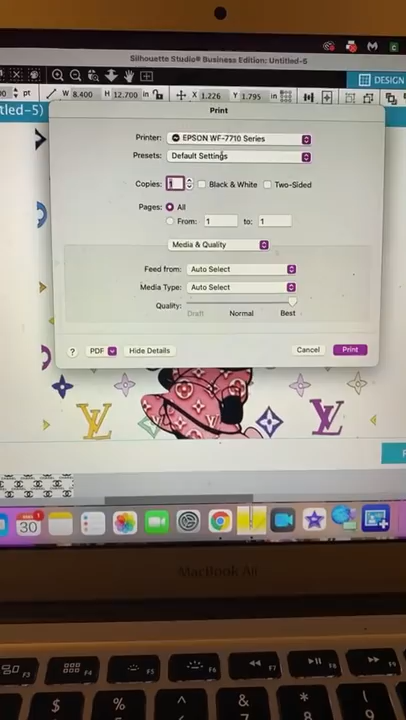 Silhouette Studio® Business Edition: Untitled-5
pt W 8.400 H 12.700 in X 1.226 Y 1.795
DESIGN
tled-5)
Print
Printer: EPSON WF-7710 Series
Presets: Default Settings
Copies: 1 Black & White Two-Sided
Pages: All
From: 1 to: 1
Media & Quality
Feed from: Auto Select
Media Type: Auto Select
Quality:
Draft Normal Best
? PDF Hide Details Cancel Print
30
MacBook Air
F3 F4 F5 F6 F7 F8 F9
$ % ^ & * (